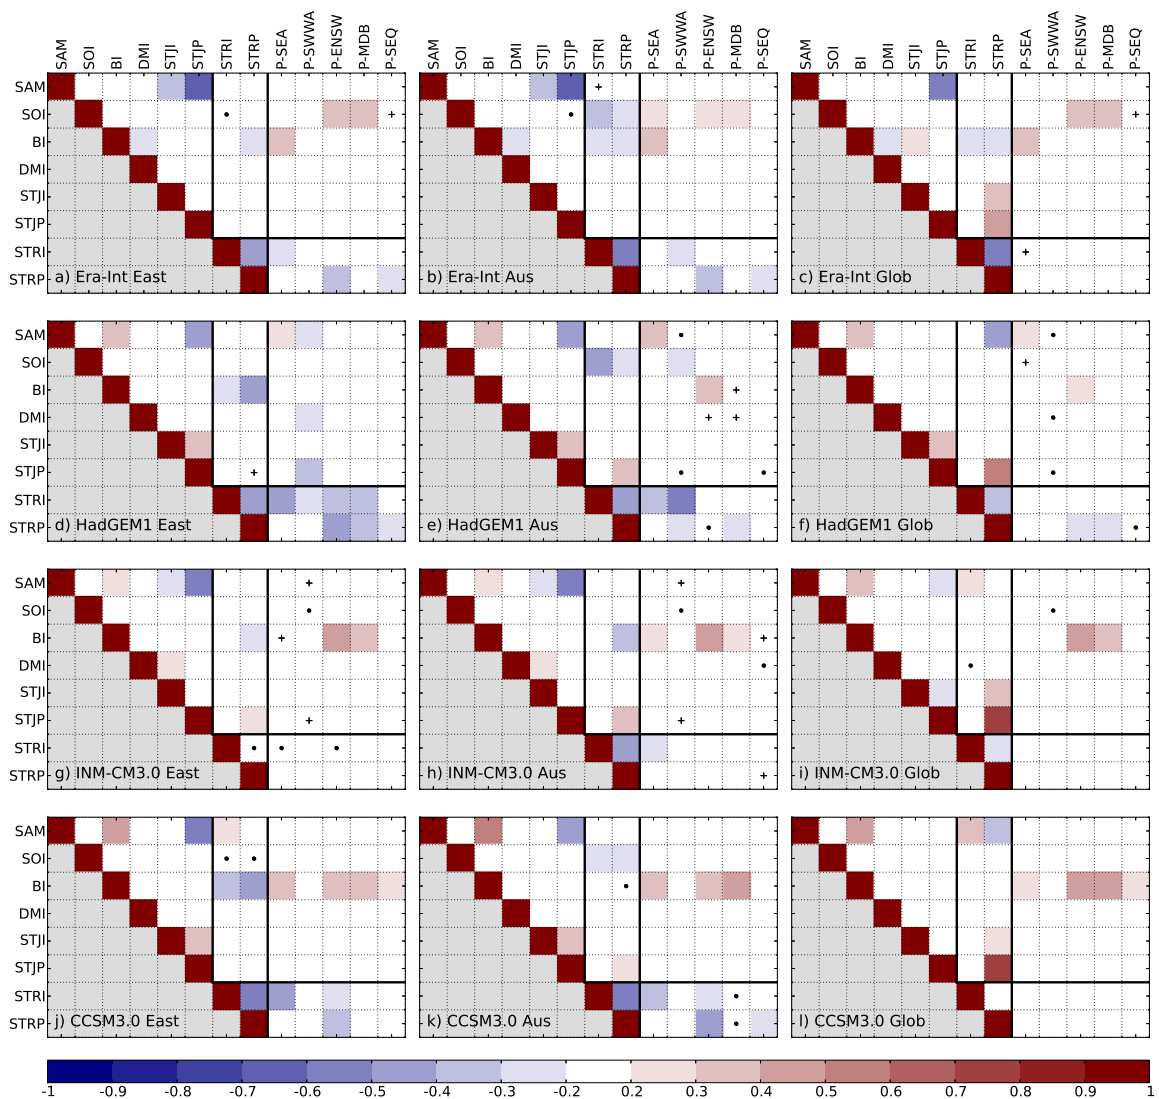 SAM SOI BI DMI STJI STJP STRI STRP P-SEA P-SWWA P-ENSW P-MDB P-SEQ
SAM SOI BI DMI STJI STJP STRI STRP P-SEA P-SWWA P-ENSW P-MDB P-SEQ
SAM SOI BI DMI STJI STJP STRI STRP P-SEA P-SWWA P-ENSW P-MDB P-SEQ
SAM
SOI
BI
DMI
STJI
STJP
STRI
STRP
a) Era-Int East
b) Era-Int Aus
c) Era-Int Glob
SAM
SOI
BI
DMI
STJI
STJP
STRI
STRP
d) HadGEM1 East
e) HadGEM1 Aus
f) HadGEM1 Glob
SAM
SOI
BI
DMI
STJI
STJP
STRI
STRP
g) INM-CM3.0 East
h) INM-CM3.0 Aus
i) INM-CM3.0 Glob
SAM
SOI
BI
DMI
STJI
STJP
STRI
STRP
j) CCSM3.0 East
k) CCSM3.0 Aus
l) CCSM3.0 Glob
-1 -0.9 -0.8 -0.7 -0.6 -0.5 -0.4 -0.3 -0.2 0.2 0.3 0.4 0.5 0.6 0.7 0.8 0.9 1